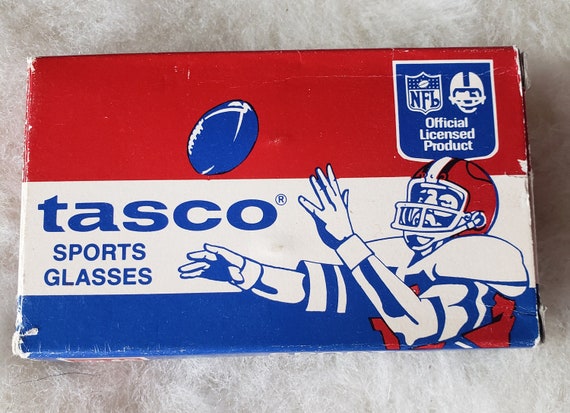 NFL
Official
Licensed
Product
tasco®
SPORTS
GLASSES